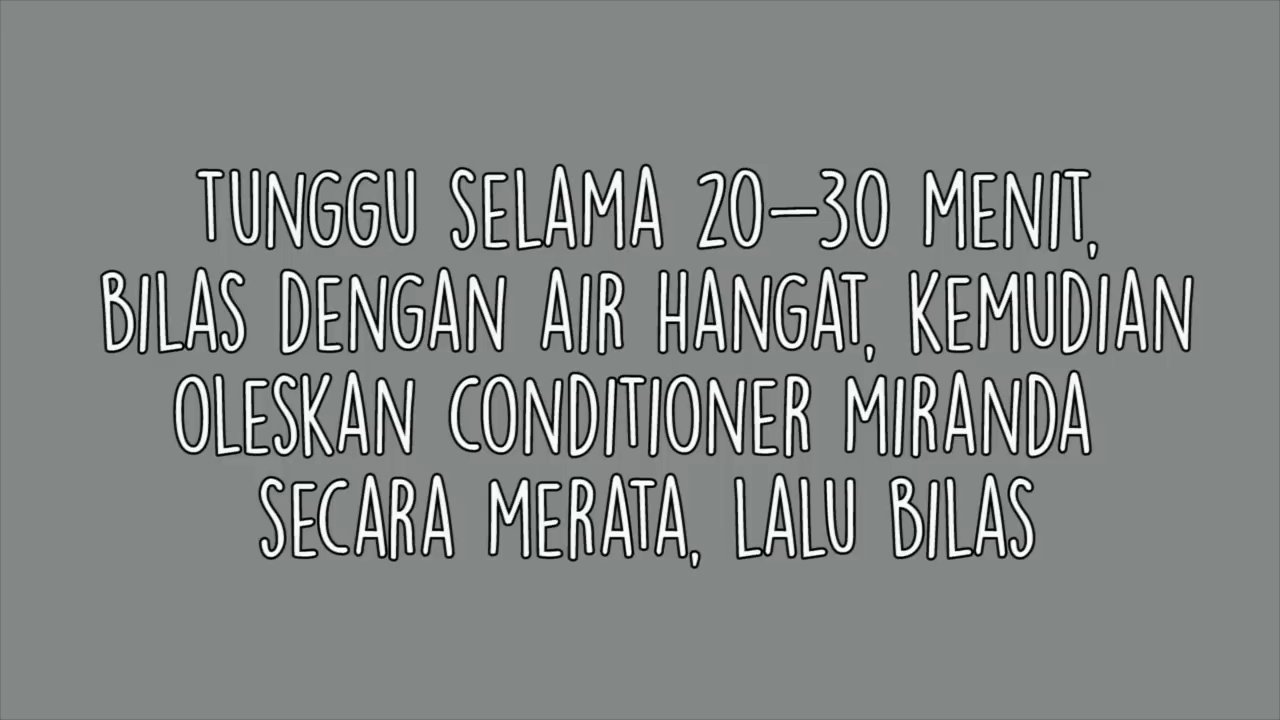 TUNGGU SELAMA 20–30 MENIT,
BILAS DENGAN AIR HANGAT, KEMUDIAN
OLESKAN CONDITIONER MIRANDA
SECARA MERATA, LALU BILAS